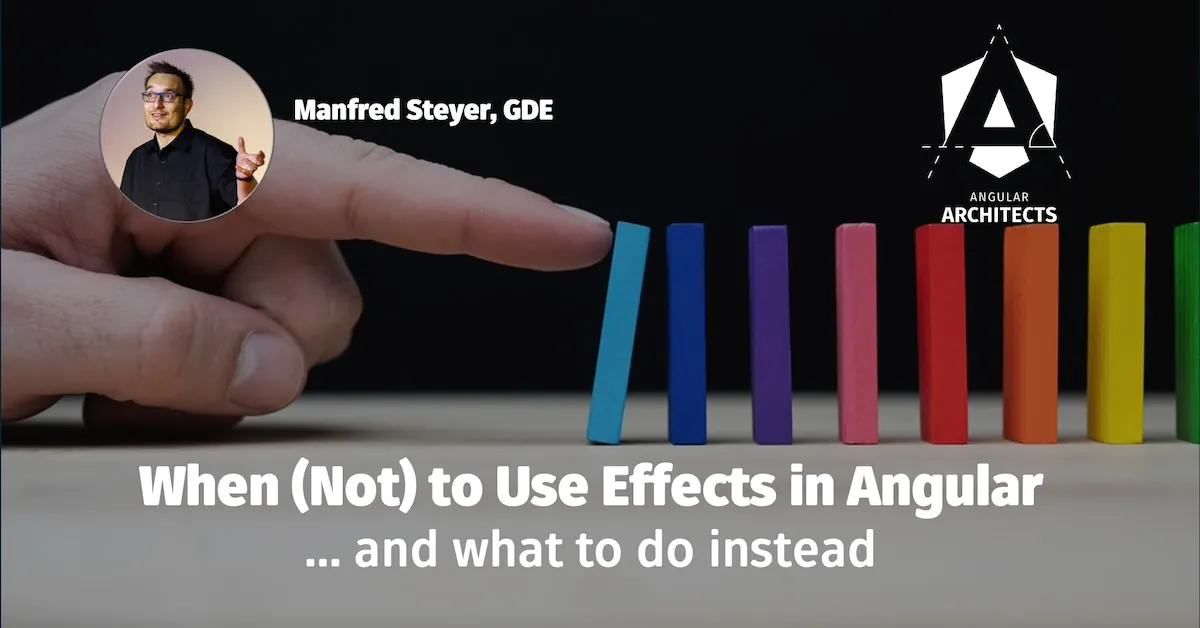 Manfred Steyer, GDE
ANGULAR
ARCHITECTS
When (Not) to Use Effects in Angular
... and what to do instead